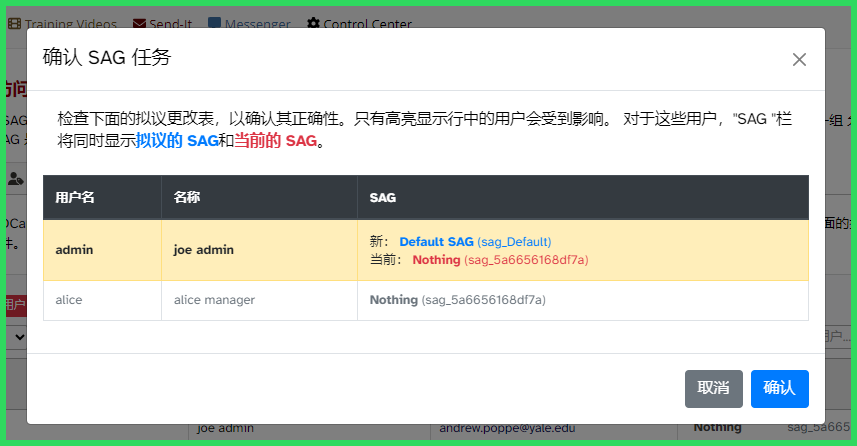 Training Videos Send-It Messenger Control Center
确认 SAG 任务
检查下面的拟议更改表，以确认其正确性。只有高亮显示行中的用户会受到影响。 对于这些用户，"SAG "栏
将同时显示拟议的 SAG和当前的 SAG。
用户名 名称 SAG
admin joe admin 新： Default SAG (sag_Default)
当前： Nothing (sag_5a6656168df7a)
alice alice manager Nothing (sag_5a6656168df7a)
取消 确认
joe admin andrew.poppe@yale.edu Nothing